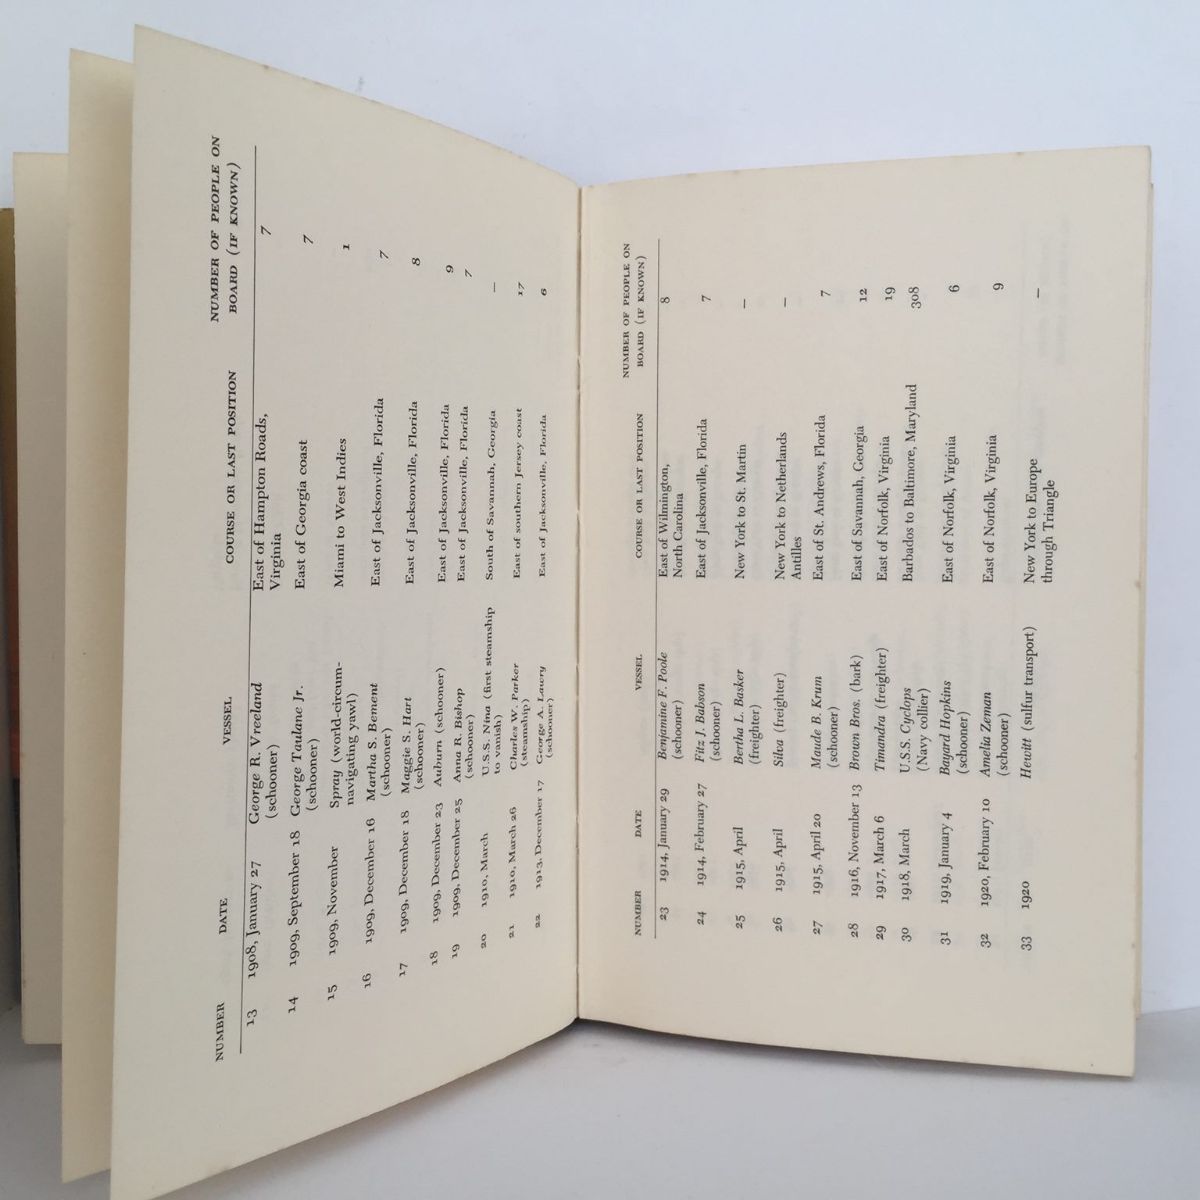 NUMBER DATE VESSEL COURSE OR LAST POSITION NUMBER OF PEOPLE ON
BOARD (IF KNOWN)
13 1908, January 27 George R. Vreeland East of Hampton Roads, 7
(schooner) Virginia
14 1909, September 18 George Taulane Jr. East of Georgia coast 7
(schooner)
15 1909, November Spray (world-circum- Miami to West Indies 1
navigating yawl)
16 1909, December 16 Martha S. Bement East of Jacksonville, Florida 7
(schooner)
17 1909, December 18 Maggie S. Hart East of Jacksonville, Florida 8
(schooner)
18 1909, December 23 Auburn (schooner) East of Jacksonville, Florida 9
19 1909, December 25 Anna R. Bishop East of Jacksonville, Florida 7
(schooner)
20 1910, March U.S.S. Nina (first steamship South of Savannah, Georgia —
to vanish)
21 1910, March 26 Charles W. Parker East of southern Jersey coast 17
(steamship)
22 1913, December 17 George A. Lawry East of Jacksonville, Florida 6
(schooner)
NUMBER DATE VESSEL COURSE OR LAST POSITION NUMBER OF PEOPLE ON
BOARD (IF KNOWN)
23 1914, January 29 Benjamine F. Poole East of Wilmington, 8
(schooner) North Carolina
24 1914, February 27 Fitz J. Babson East of Jacksonville, Florida 7
(schooner)
25 1915, April Bertha L. Basker New York to St. Martin —
(freighter)
26 1915, April Silva (freighter) New York to Netherlands —
Antilles
27 1915, April 20 Maude B. Krum East of St. Andrews, Florida 7
(schooner)
28 1916, November 13 Brown Bros. (bark) East of Savannah, Georgia 12
29 1917, March 6 Timandra (freighter) East of Norfolk, Virginia 19
30 1918, March U.S.S. Cyclops Barbados to Baltimore, Maryland 308
(Navy collier)
31 1919, January 4 Bayard Hopkins East of Norfolk, Virginia 6
(schooner)
32 1920, February 10 Amelia Zeman East of Norfolk, Virginia 9
(schooner)
33 1920 Hewitt (sulfur transport) New York to Europe —
through Triangle